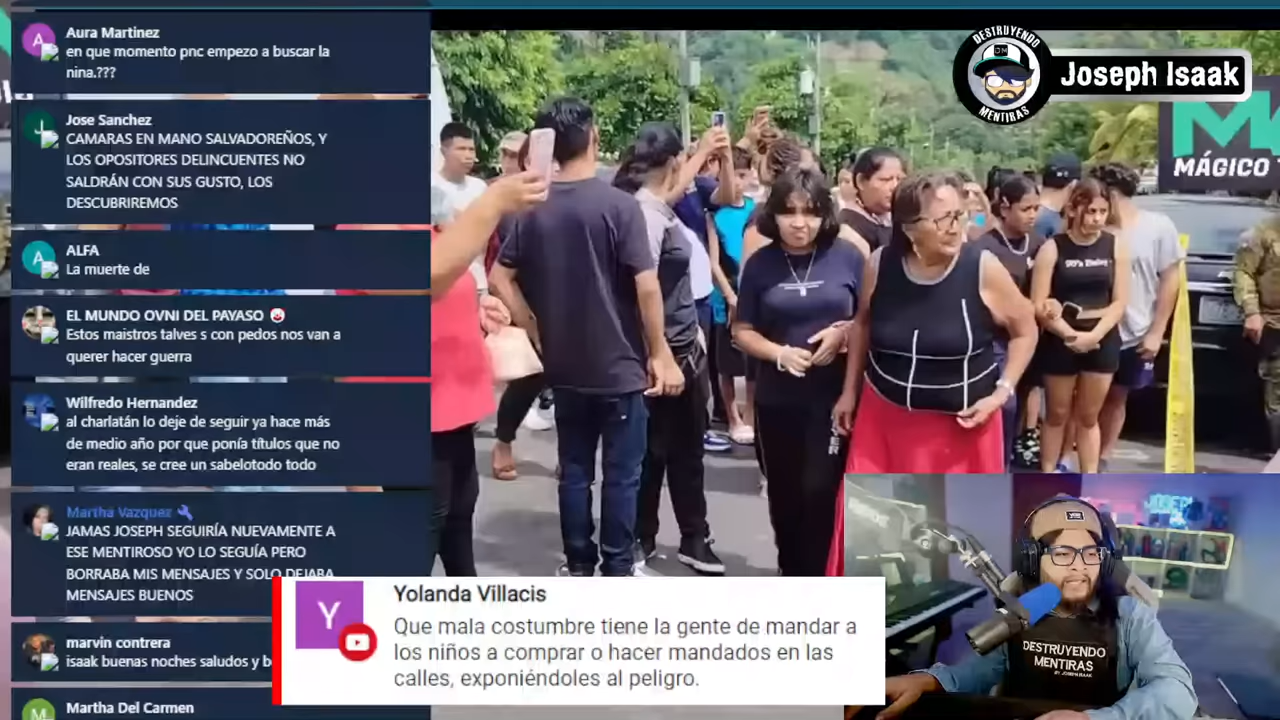 Aura Martinez
en que momento pnc empezo a buscar la
nina.???
Jose Sanchez
CAMARAS EN MANO SALVADOREÑOS, Y
LOS OPOSITORES DELINCUENTES NO
SALDRÁN CON SUS GUSTO, LOS
DESCUBRIREMOS
ALFA
La muerte de
EL MUNDO OVNI DEL PAYASO
Estos maistros talves s con pedos nos van a
querer hacer guerra
Wilfredo Hernandez
al charlatán lo deje de seguir ya hace más
de medio año por que ponía títulos que no
eran reales, se cree un sabelotodo todo
Martha Vazquez
JAMAS JOSEPH SEGUIRÍA NUEVAMENTE A
ESE MENTIROSO YO LO SEGUÍA PERO
BORRABA MIS MENSAJES Y SOLO DEJABA
MENSAJES BUENOS
marvin contrera
isaak buenas noches saludos y b
Martha Del Carmen
DESTRUYENDO
DM
MENTIRAS
Joseph Isaak
MÁGICO
Y
Yolanda Villacis
Que mala costumbre tiene la gente de mandar a
los niños a comprar o hacer mandados en las
calles, exponiéndoles al peligro.
JOSEPH
DESTRUYENDO
MENTIRAS
BY JOSEPH ISAAK